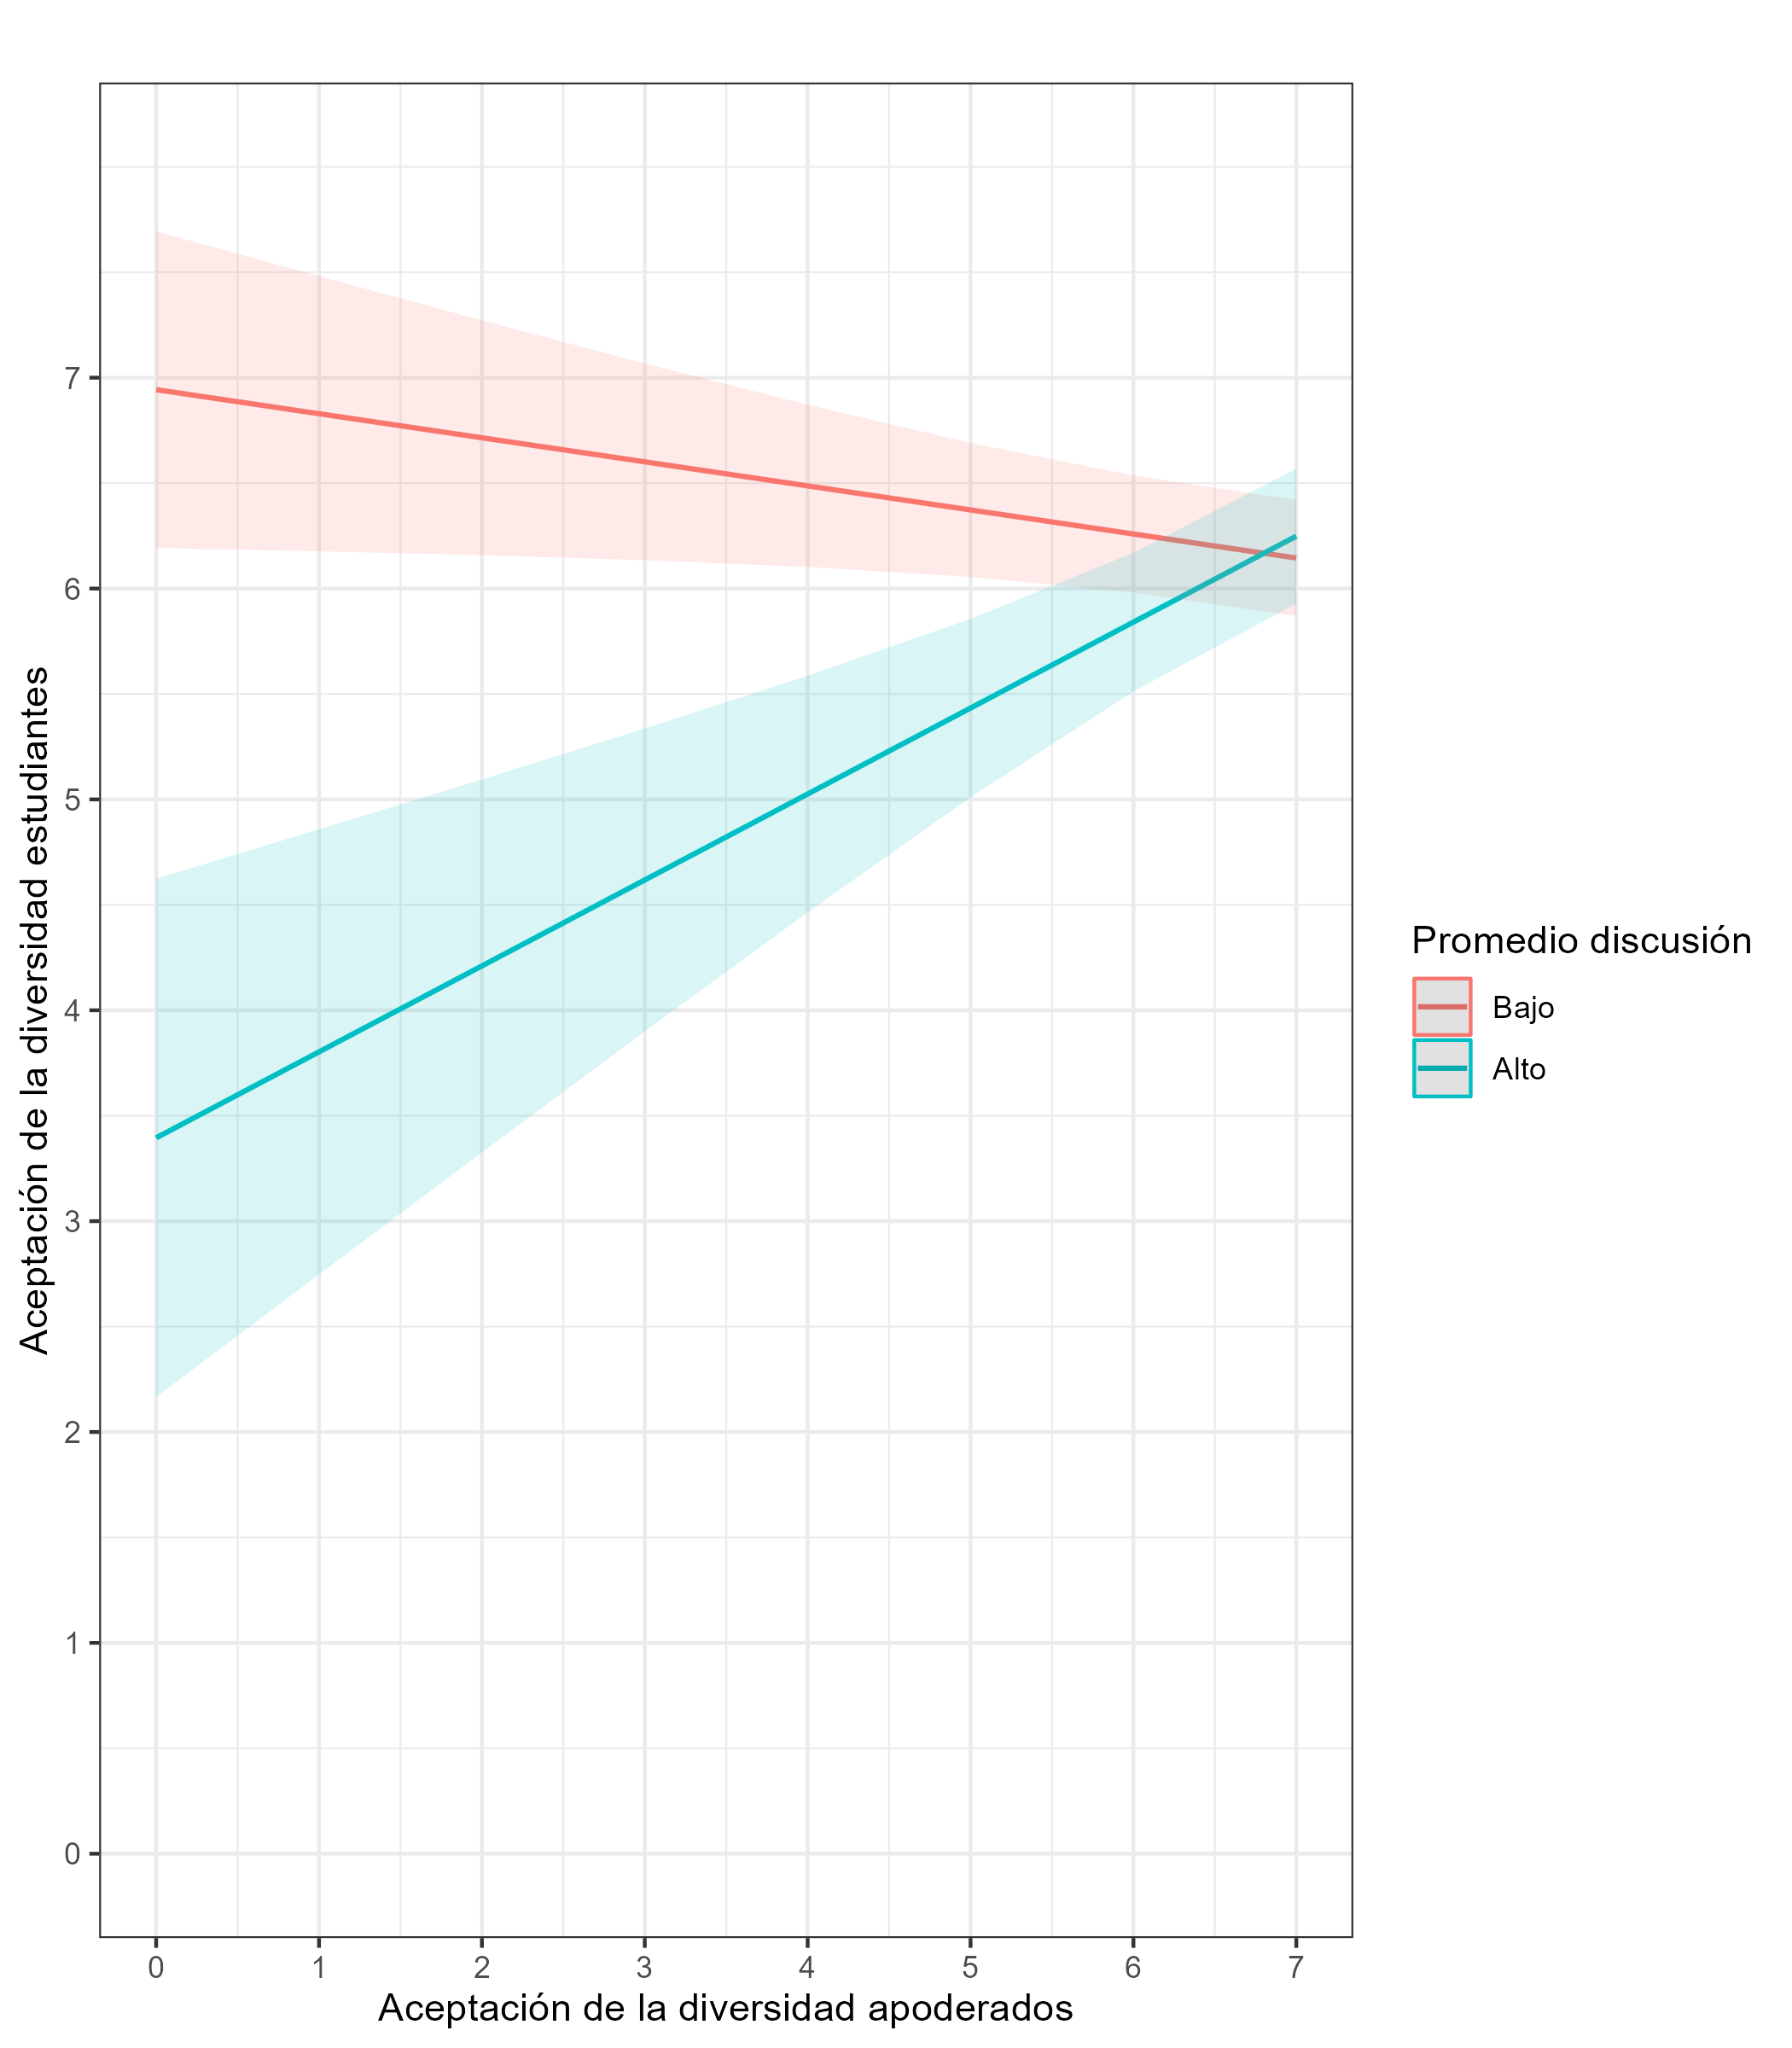 Aceptación de la diversidad estudiantes
7
6
5
4
3
2
1
0
0 1 2 3 4 5 6 7
Aceptación de la diversidad apoderados
Promedio discusión
Bajo
Alto